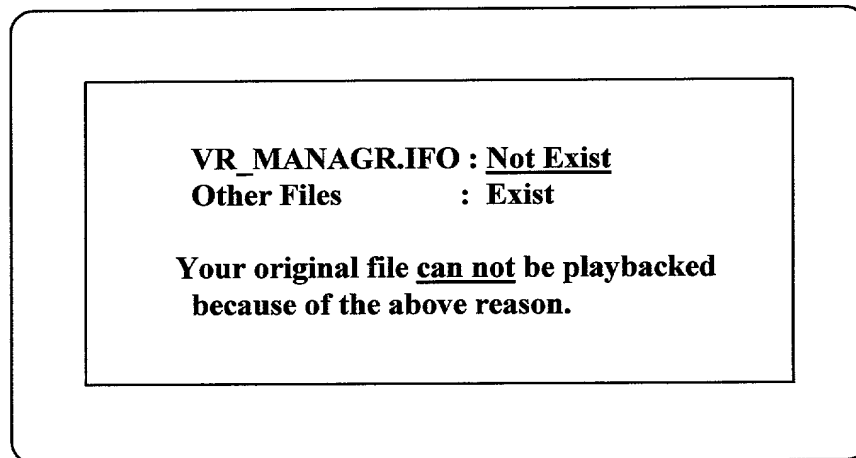 VR_MANAGR.IFO : Not Exist
Other Files : Exist
Your original file can not be playbacked
because of the above reason.